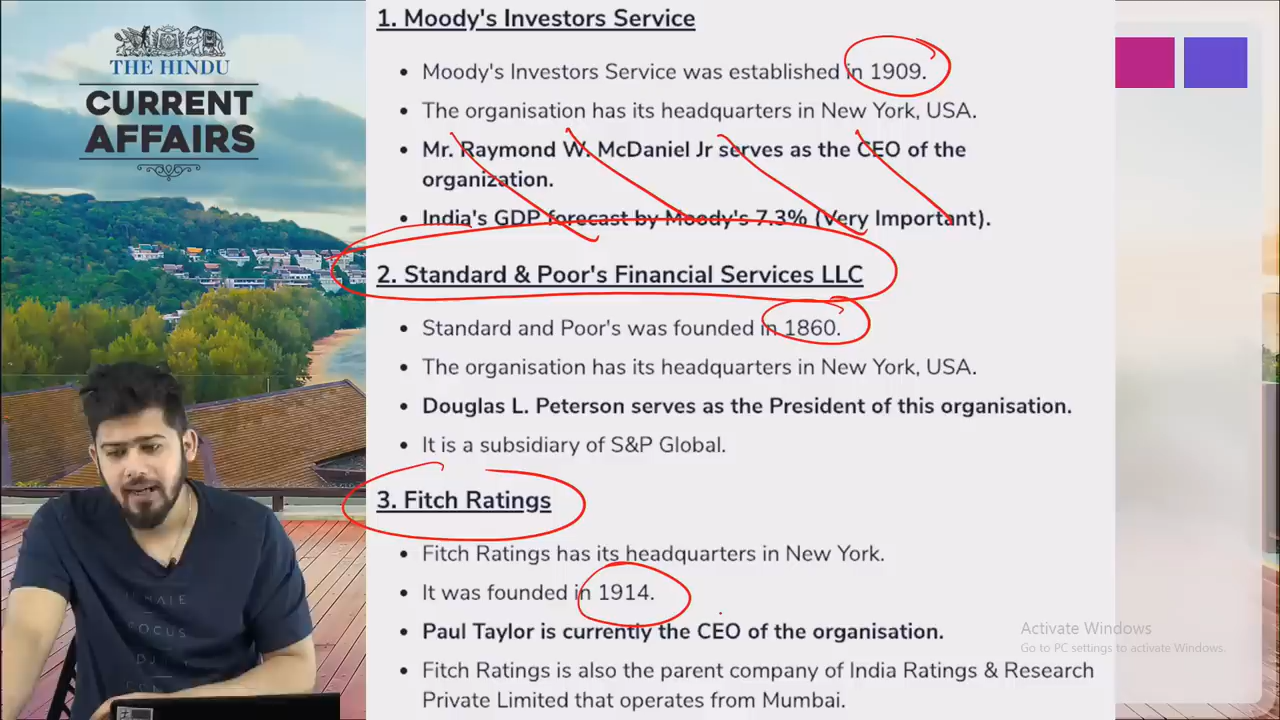 THE HINDU
CURRENT
AFFAIRS
1. Moody's Investors Service
• Moody's Investors Service was established in 1909.
• The organisation has its headquarters in New York, USA.
• Mr. Raymond W. McDaniel Jr serves as the CEO of the
organization.
• India's GDP forecast by Moody's 7.3% (Very Important).
2. Standard & Poor's Financial Services LLC
• Standard and Poor's was founded in 1860.
• The organisation has its headquarters in New York, USA.
• Douglas L. Peterson serves as the President of this organisation.
• It is a subsidiary of S&P Global.
3. Fitch Ratings
• Fitch Ratings has its headquarters in New York.
• It was founded in 1914.
• Paul Taylor is currently the CEO of the organisation.
• Fitch Ratings is also the parent company of India Ratings & Research
Private Limited that operates from Mumbai.
Activate Windows
Go to PC settings to activate Windows.
FOCUS